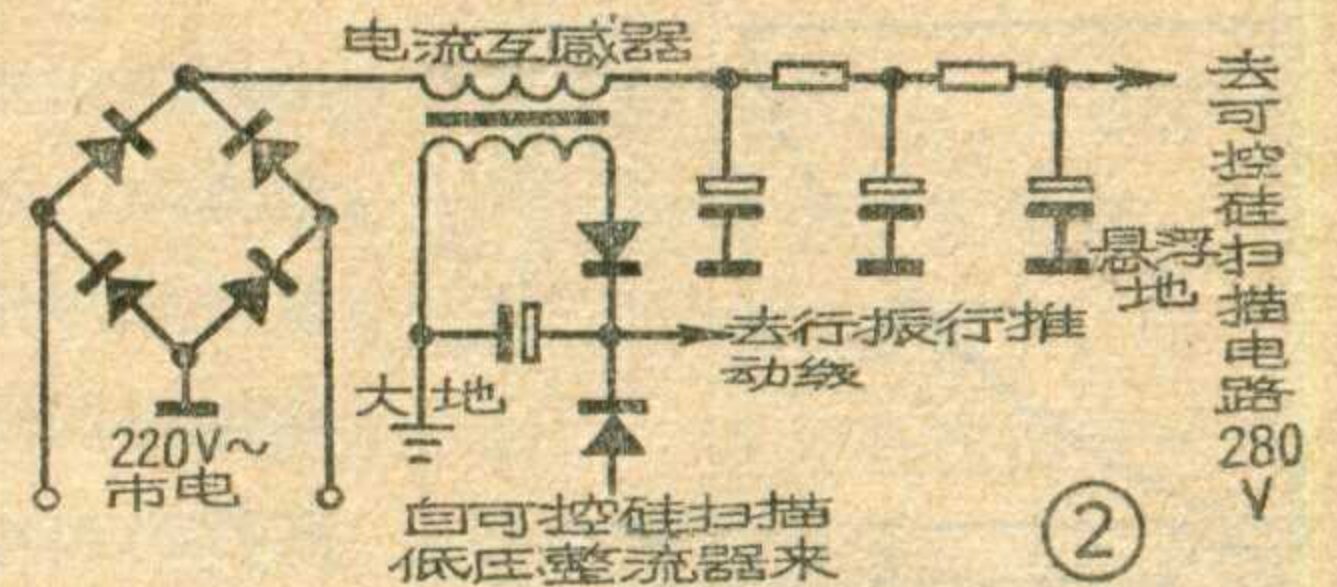 电流互感器
去可控硅扫描电路280V
悬浮地
去行振行推
动级
大地
220V～
市电
自可控硅扫描
低压整流器来
②